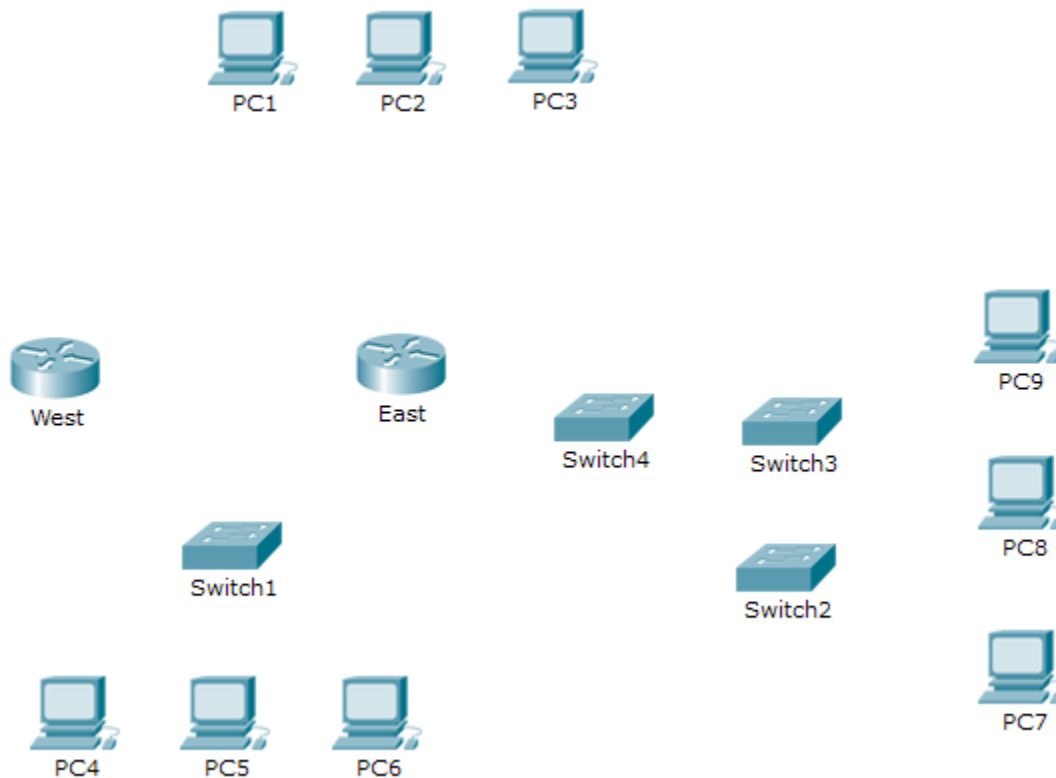 PC1
PC2
PC3
West
East
PC9
Switch4
Switch3
PC8
Switch1
Switch2
PC7
PC4
PC5
PC6